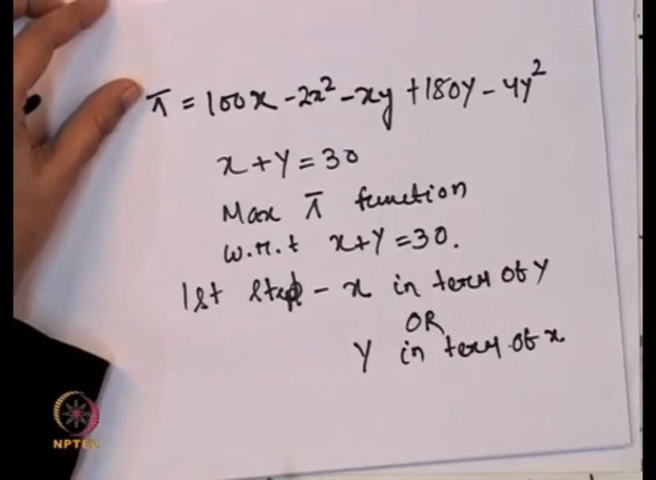 π = 100x - 2x² - xy + 180y - 4y²
x + y = 30
Max π function
w.r.t x+y = 30.
1st step - x in term of y
OR
y in term of x
NPTEL